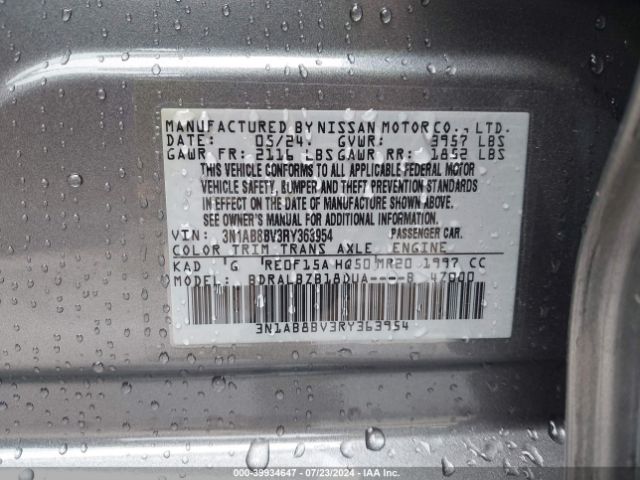 MANUFACTURED BY NISSAN MOTOR CO., LTD.
DATE: 05/24 GVWR: 3957 LBS
GAWR FR: 2116 LBS GAWR RR: 1852 LBS
THIS VEHICLE CONFORMS TO ALL APPLICABLE FEDERAL MOTOR
VEHICLE SAFETY, BUMPER AND THEFT PREVENTION STANDARDS
IN EFFECT ON THE DATE OF MANUFACTURE SHOWN ABOVE.
SEE OWNER'S MANUAL FOR ADDITIONAL INFORMATION.
VIN: 3N1AB8BV3RY363954 PASSENGER CAR.
COLOR TRIM TRANS AXLE ENGINE
KAD G RE0F15A HQ50 MR20 1997 CC
MODEL: BDRALBZB18DUA----B 47000
3N1AB8BV3RY363954
000-39934647 - 07/23/2024 - IAA Inc.